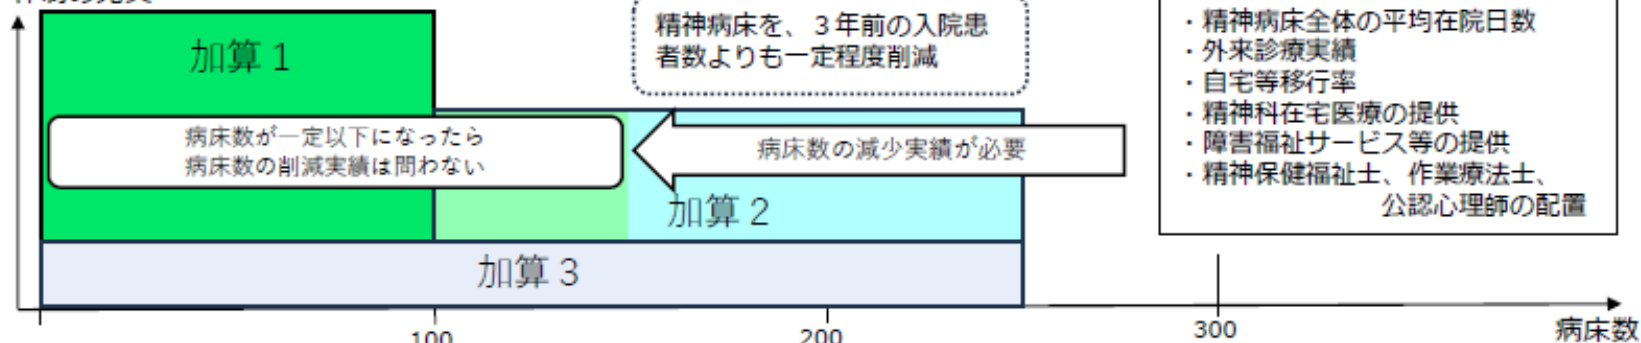 加算１
精神病床を、３年前の入院患
者数よりも一定程度削減
・精神病床全体の平均在院日数
・外来診療実績
・自宅等移行率
・精神科在宅医療の提供
・障害福祉サービス等の提供
・精神保健福祉士、作業療法士、
公認心理師の配置
病床数が一定以下になったら
病床数の削減実績は問わない
病床数の減少実績が必要
加算２
加算３
100
200
300
病床数